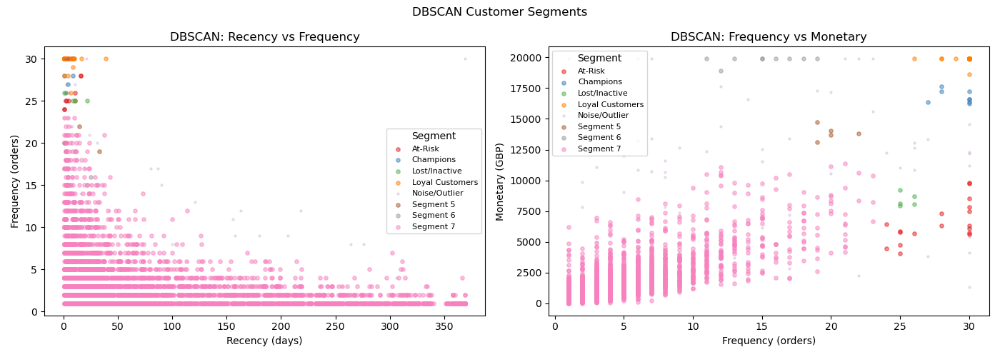 DBSCAN Customer Segments
DBSCAN: Recency vs Frequency
Frequency (orders)
30
25
20
15
10
5
0
0 50 100 150 200 250 300 350
Recency (days)
Segment
At-Risk
Champions
Lost/Inactive
Loyal Customers
Noise/Outlier
Segment 5
Segment 6
Segment 7
DBSCAN: Frequency vs Monetary
Monetary (GBP)
20000
17500
15000
12500
10000
7500
5000
2500
0
0 5 10 15 20 25 30
Frequency (orders)
Segment
At-Risk
Champions
Lost/Inactive
Loyal Customers
Noise/Outlier
Segment 5
Segment 6
Segment 7